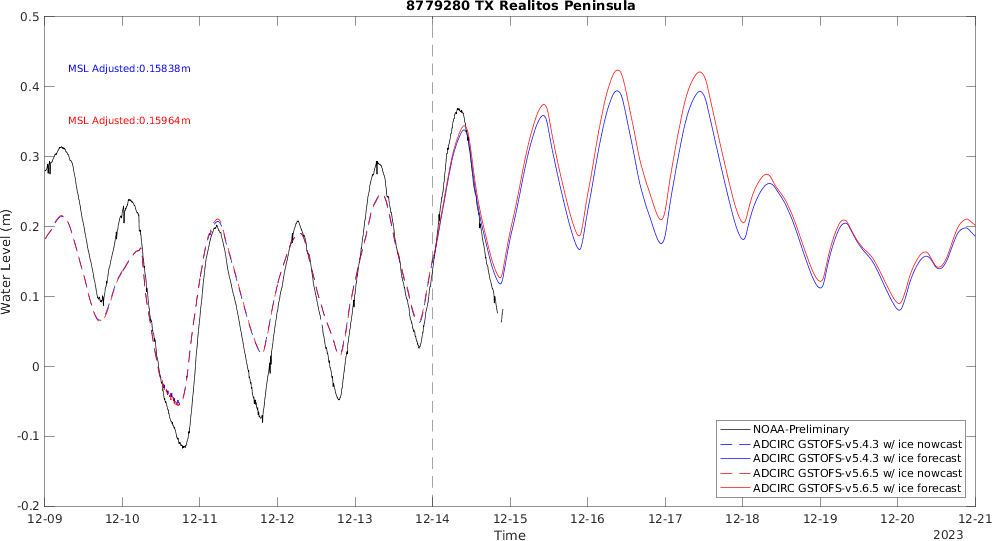 8779280 TX Realitos Peninsula
MSL Adjusted:0.15838m
MSL Adjusted:0.15964m
Water Level (m)
0.5
0.4
0.3
0.2
0.1
0
-0.1
-0.2
NOAA-Preliminary
ADCIRC GSTOFS-v5.4.3 w/ ice nowcast
ADCIRC GSTOFS-v5.4.3 w/ ice forecast
ADCIRC GSTOFS-v5.6.5 w/ ice nowcast
ADCIRC GSTOFS-v5.6.5 w/ ice forecast
12-09 12-10 12-11 12-12 12-13 12-14 12-15 12-16 12-17 12-18 12-19 12-20 12-21
Time
2023